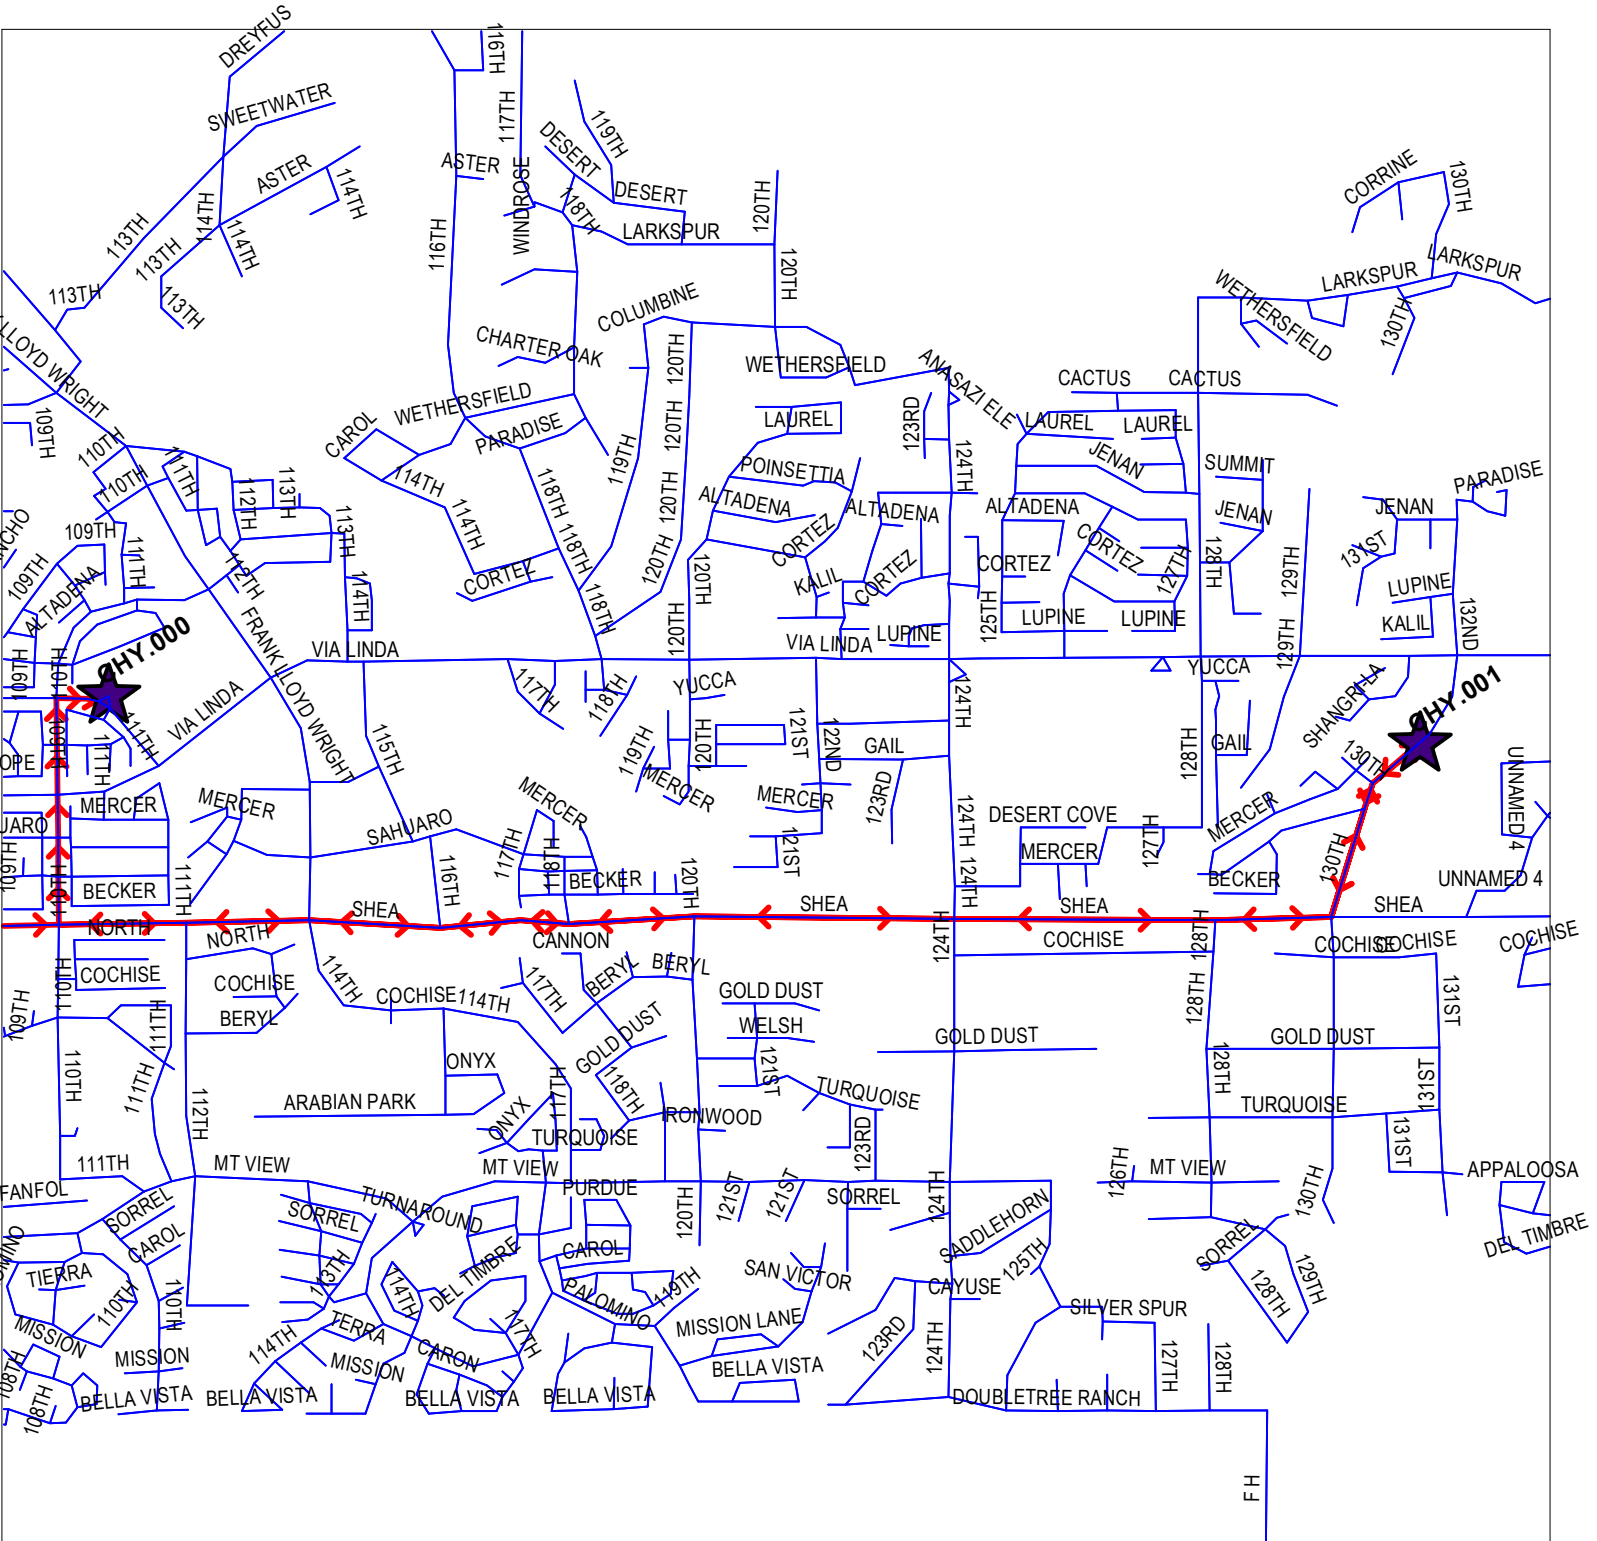 DREYFUS
116TH
SWEETWATER
117TH
119TH
DESERT
ASTER
ASTER
114TH
WINDROSE
DESERT
120TH
CORRINE
130TH
113TH
114TH
114TH
116TH
118TH
LARKSPUR
113TH
120TH
LARKSPUR
LARKSPUR
113TH
113TH
COLUMBINE
WETHERSFIELD
130TH
LLOYD WRIGHT
CHARTER OAK
120TH
WETHERSFIELD
ANASAZI ELE
CACTUS
CACTUS
WETHERSFIELD
CAROL
PARADISE
109TH
110TH
120TH
LAUREL
123RD
LAUREL
LAUREL
119TH
124TH
JENAN
SUMMIT
PARADISE
110TH
111TH
112TH
113TH
114TH
118TH
POINSETTIA
ALTADENA
ALTADENA
ALTADENA
JENAN
JENAN
NCHO
109TH
113TH
114TH
118TH
120TH
CORTEZ
CORTEZ
131ST
111TH
109TH
112TH
CORTEZ
120TH
120TH
KALIL
CORTEZ
CORTEZ
127TH
128TH
129TH
LUPINE
ALTADENA
114TH
118TH
120TH
125TH
LUPINE
LUPINE
KALIL
132ND
FRANK LLOYD WRIGHT
VIA LINDA
VIA LINDA
LUPINE
129TH
109TH
110TH
YUCCA
YUCCA
SHANGRI-LA
VIA LINDA
117TH
118TH
124TH
110TH
111TH
111TH
115TH
119TH
120TH
121ST
122ND
GAIL
128TH
GAIL
130TH
UNNAMED 4
OPE
MERCER
MERCER
MERCER
MERCER
MERCER
123RD
124TH
DESERT COVE
MERCER
JARO
SAHUARO
117TH
118TH
121ST
MERCER
127TH
130TH
109TH
110TH
BECKER
111TH
116TH
BECKER
120TH
124TH
BECKER
UNNAMED 4
SHEA
SHEA
SHEA
SHEA
NORTH
NORTH
CANNON
124TH
COCHISE
128TH
COCHISE
COCHISE
COCHISE
110TH
COCHISE
COCHISE
114TH
COCHISE
114TH
117TH
BERYL
BERYL
GOLD DUST
128TH
131ST
109TH
111TH
BERYL
GOLD DUST
WELSH
GOLD DUST
GOLD DUST
110TH
111TH
ONYX
118TH
121ST
TURQUOISE
128TH
131ST
112TH
ARABIAN PARK
ONYX
117TH
TURQUOISE
IRONWOOD
123RD
TURQUOISE
131ST
111TH
MT VIEW
MT VIEW
126TH
MT VIEW
APPALOOSA
FANFOL
PURDUE
121ST
121ST
SORREL
124TH
130TH
SORREL
SORREL
TURNAROUND
120TH
SADDLEHORN
SORREL
DEL TIMBRE
CAROL
CAROL
125TH
TIERRA
110TH
110TH
113TH
114TH
DEL TIMBRE
PALOMINO
119TH
SAN VICTOR
CAYUSE
128TH
129TH
MISSION
114TH
TERRA
117TH
MISSION LANE
SILVER SPUR
MISSION
MISSION
CARON
123RD
124TH
127TH
128TH
108TH
108TH
BELLA VISTA
BELLA VISTA
BELLA VISTA
BELLA VISTA
BELLA VISTA
DOUBLETREE RANCH
F H